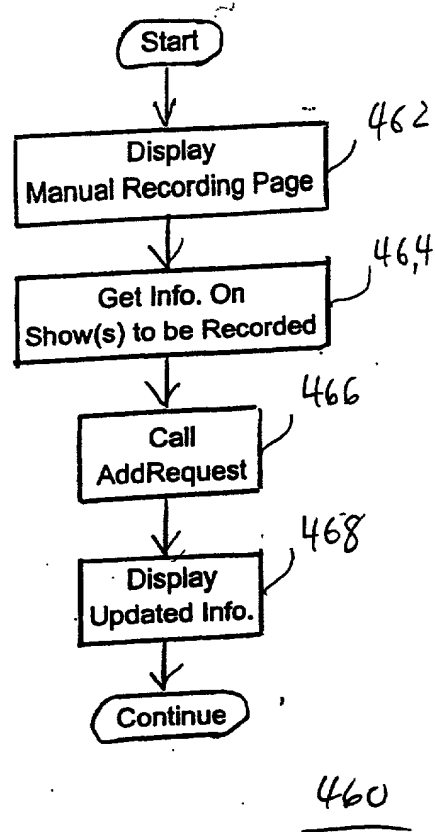 Start
462
Display
Manual Recording Page
464
Get Info. On
Show(s) to be Recorded
466
Call
AddRequest
468
Display
Updated Info.
Continue
460